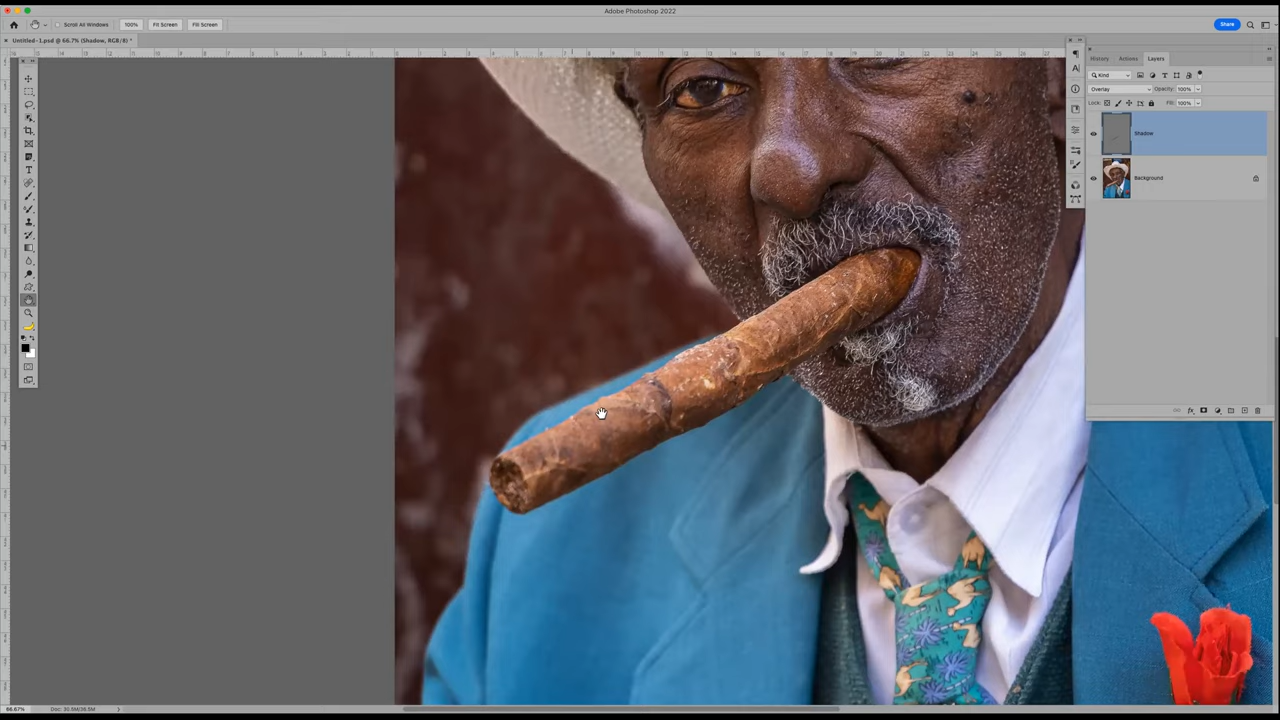 Adobe Photoshop 2022
Scroll All Windows
100%
Fit Screen
Fill Screen
Share
Untitled-1.psd @ 66.7% (Shadow, RGB/8) *
History
Actions
Layers
Kind
Overlay
Opacity:
100%
Lock:
Fill:
100%
Shadow
Background
66.67%